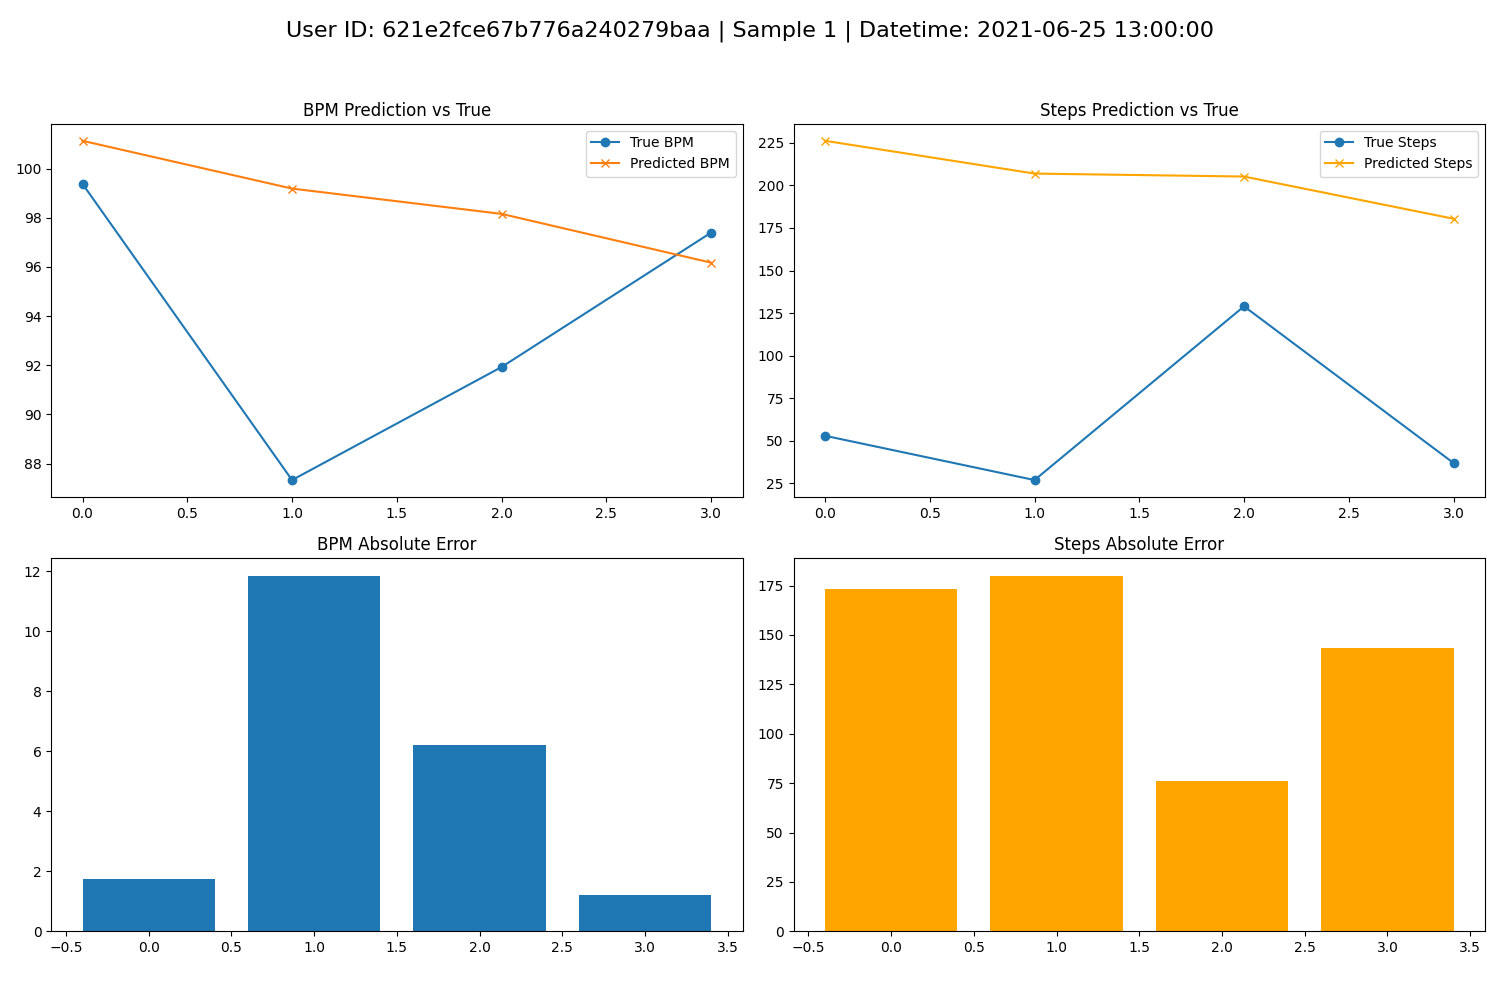 User ID: 621e2fce67b776a240279baa | Sample 1 | Datetime: 2021-06-25 13:00:00
BPM Prediction vs True
True BPM
Predicted BPM
100
98
96
94
92
90
88
0.0 0.5 1.0 1.5 2.0 2.5 3.0
Steps Prediction vs True
True Steps
Predicted Steps
225
200
175
150
125
100
75
50
25
0.0 0.5 1.0 1.5 2.0 2.5 3.0
BPM Absolute Error
12
10
8
6
4
2
0
−0.5 0.0 0.5 1.0 1.5 2.0 2.5 3.0 3.5
Steps Absolute Error
175
150
125
100
75
50
25
0
−0.5 0.0 0.5 1.0 1.5 2.0 2.5 3.0 3.5